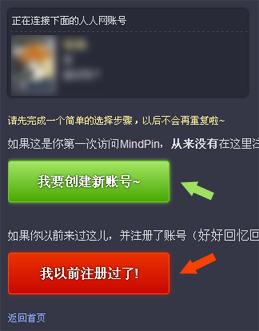 正在连接下面的人人网账号
请先完成一个简单的选择步骤，以后不会再重复啦~
如果这是你第一次访问MindPin，从来没有在这里注
我要创建新账号~
如果你以前来过这儿，并注册了账号（好好回忆回
我以前注册过了!
返回首页